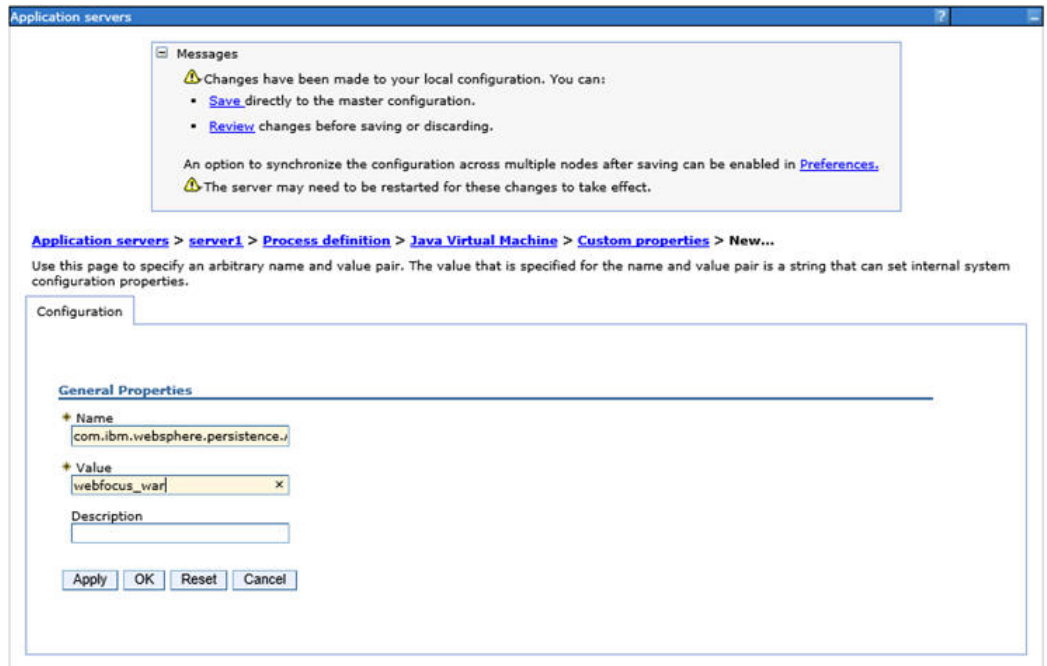 Application servers
?
Messages
Changes have been made to your local configuration. You can:
Save directly to the master configuration.
Review changes before saving or discarding.
An option to synchronize the configuration across multiple nodes after saving can be enabled in Preferences.
The server may need to be restarted for these changes to take effect.
Application servers > server1 > Process definition > Java Virtual Machine > Custom properties > New...
Use this page to specify an arbitrary name and value pair. The value that is specified for the name and value pair is a string that can set internal system
configuration properties.
Configuration
General Properties
Name
com.ibm.websphere.persistence.
Value
webfocus_war
Description
Apply OK Reset Cancel